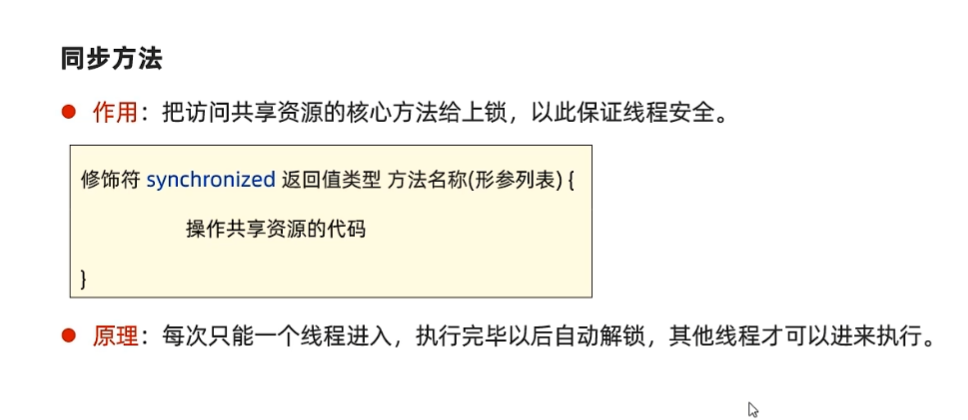 同步方法
作用：把访问共享资源的核心方法给上锁，以此保证线程安全。
修饰符 synchronized 返回值类型 方法名称(形参列表) {
操作共享资源的代码
}
原理：每次只能一个线程进入，执行完毕以后自动解锁，其他线程才可以进来执行。